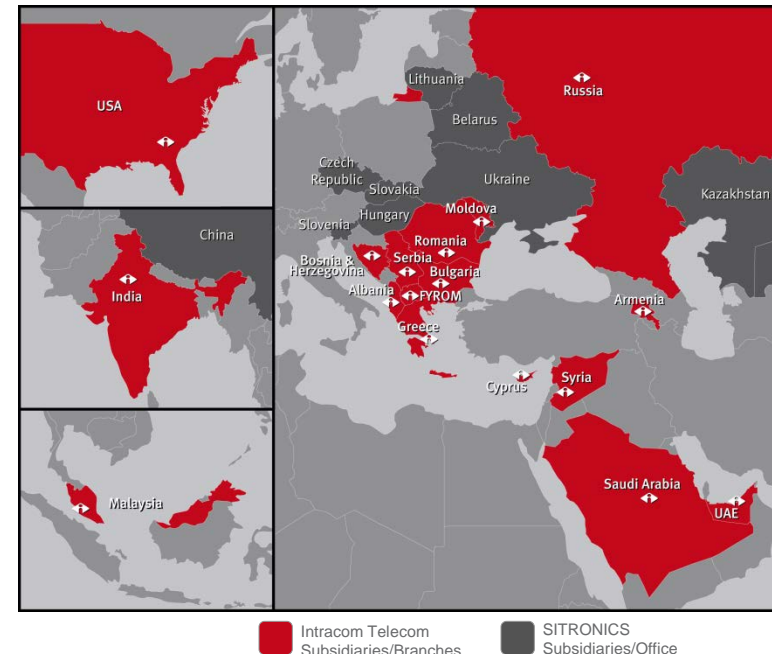 USA
China
India
Malaysia
Lithuania
Russia
Belarus
Czech
Republic
Slovakia
Ukraine
Kazakhstan
Hungary
Moldova
Slovenia
Romania
Bosnia &
Herzegovina
Serbia
Bulgaria
Albania
FYROM
Armenia
Greece
Cyprus
Syria
Saudi Arabia
UAE
Intracom Telecom
Subsidiaries/Branches
SITRONICS
Subsidiaries/Office